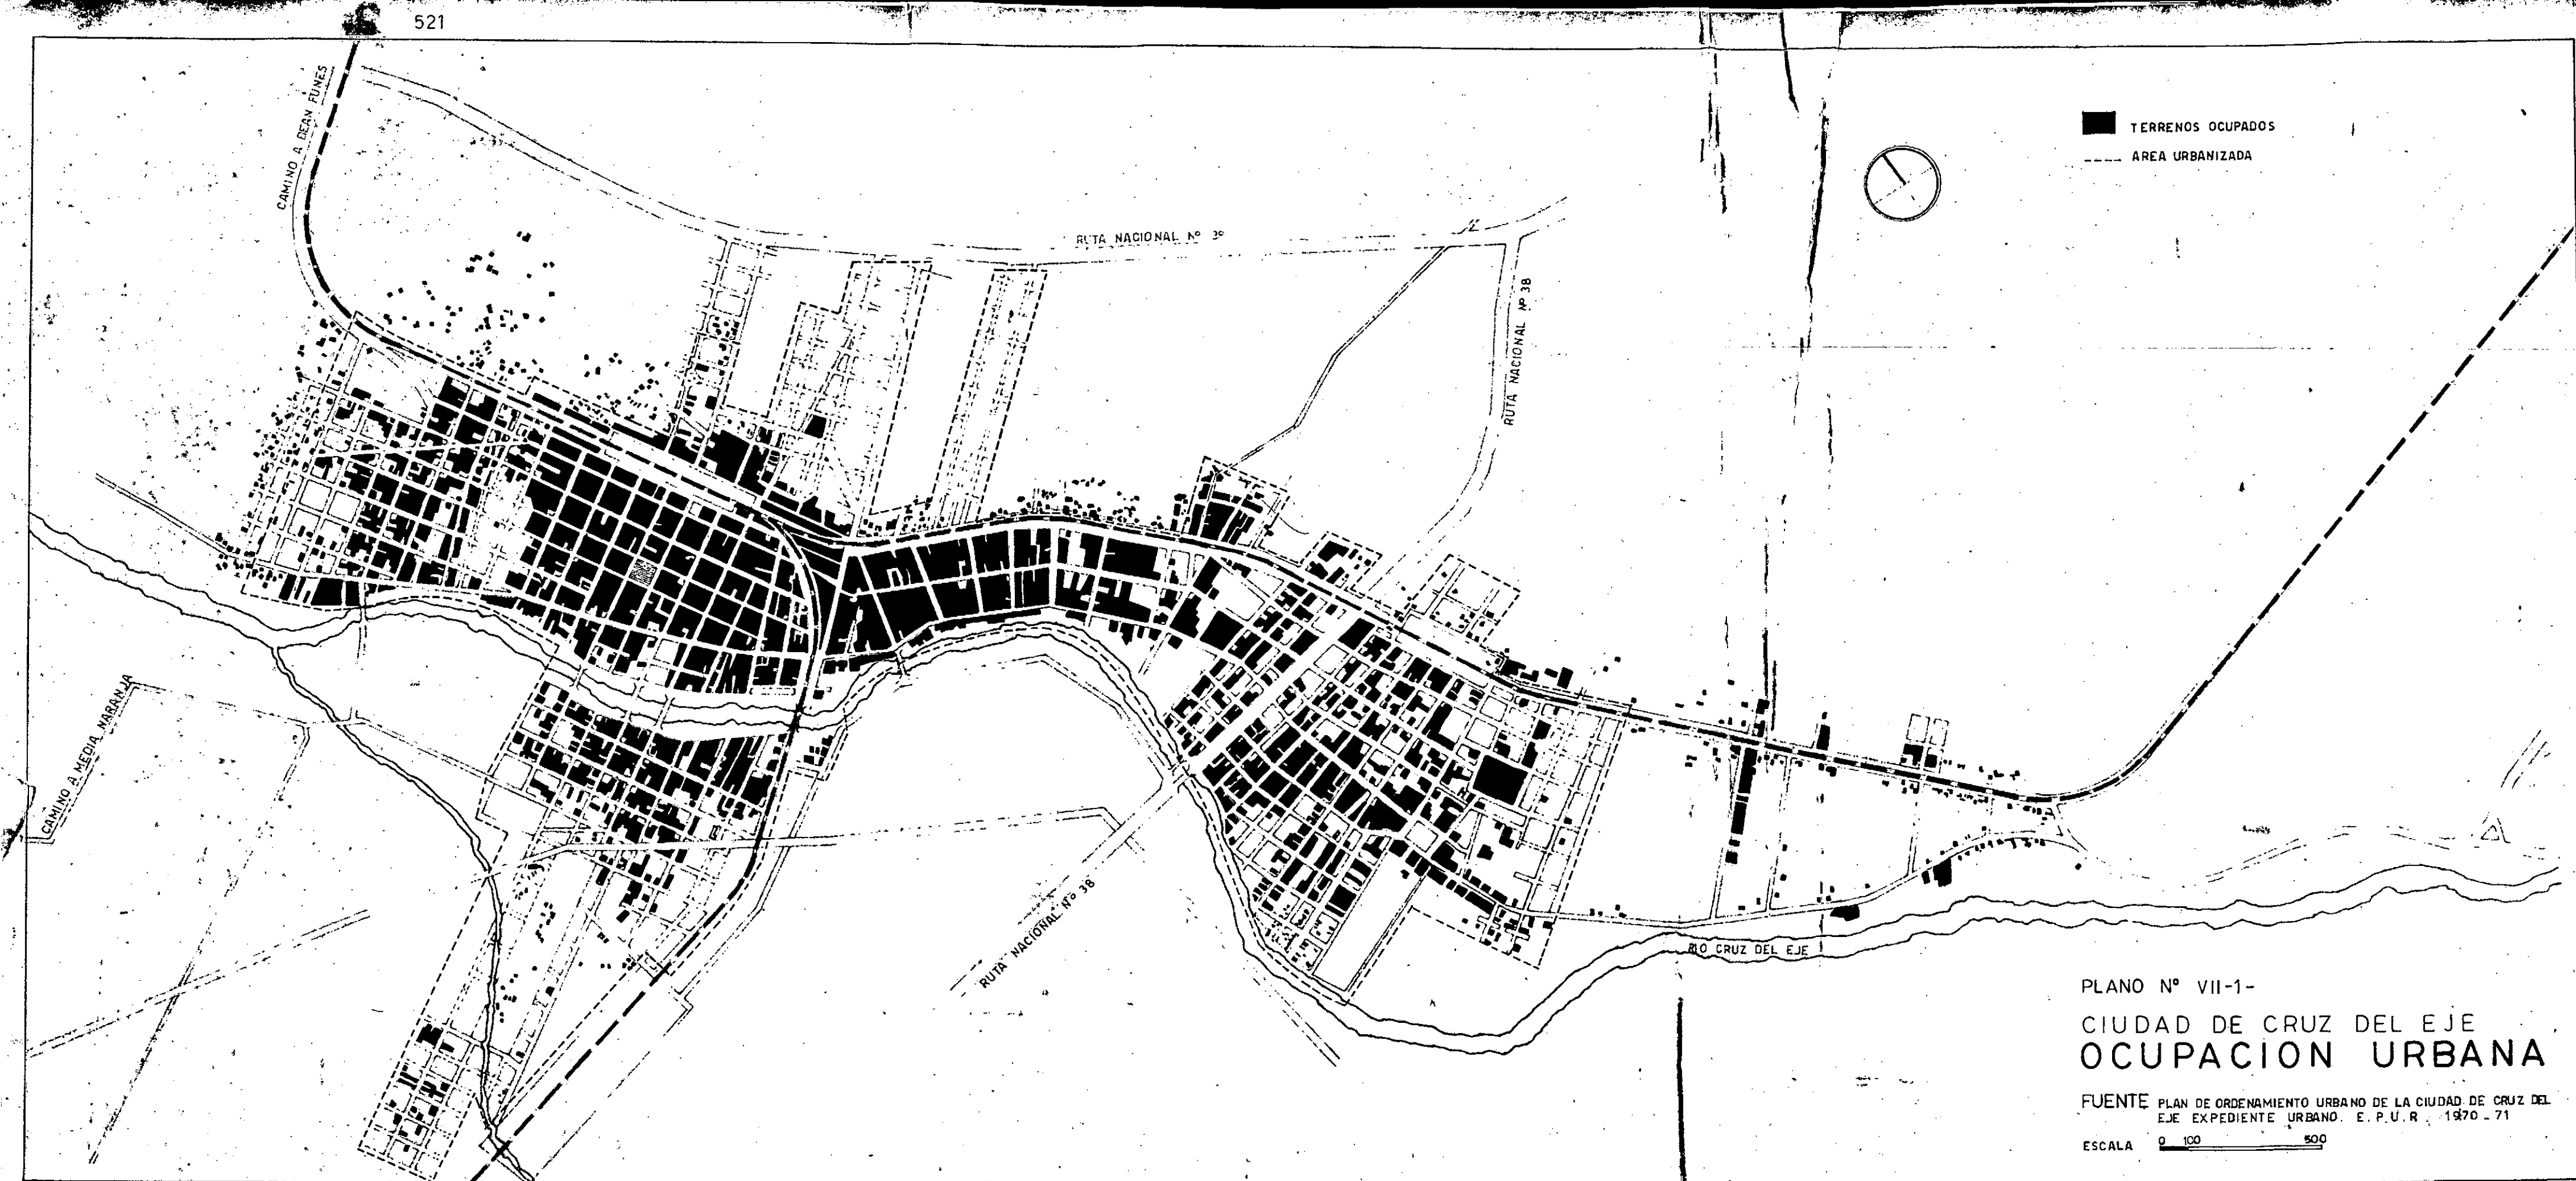 521
CAMINO A DEAN FUNES
TERRENOS OCUPADOS
AREA URBANIZADA
RUTA NACIONAL Nº
RUTA NACIONAL Nº 38
CAMINO A MEDIA NARANJA
RUTA NACIONAL Nº 38
RIO CRUZ DEL EJE
PLANO Nº VII-1-
CIUDAD DE CRUZ DEL EJE
OCUPACION URBANA
FUENTE PLAN DE ORDENAMIENTO URBANO DE LA CIUDAD DE CRUZ DEL
EJE EXPEDIENTE URBANO. E.P.U.R. 1970-71
ESCALA 0 100 500